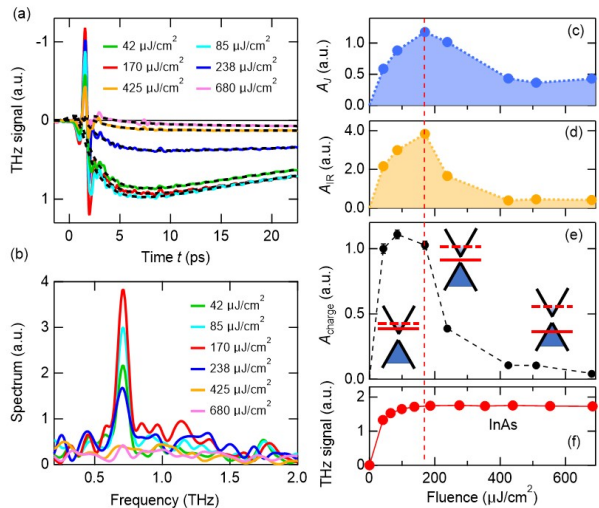 (a)
THz signal (a.u.)
-1
0
1
42 μJ/cm²
85 μJ/cm²
170 μJ/cm²
238 μJ/cm²
425 μJ/cm²
680 μJ/cm²
0
5
10
15
20
Time t (ps)
(b)
Spectrum (a.u.)
4
3
2
1
0
42 μJ/cm²
85 μJ/cm²
170 μJ/cm²
238 μJ/cm²
425 μJ/cm²
680 μJ/cm²
0.5
1.0
1.5
2.0
Frequency (THz)
(c)
A_J (a.u.)
1.0
0.5
0.0
(d)
A_IR (a.u.)
4.0
2.0
0.0
(e)
A_charge (a.u.)
1.0
0.5
0.0
(f)
THz signal (a.u.)
2
1
0
InAs
0
200
400
600
Fluence (μJ/cm²)